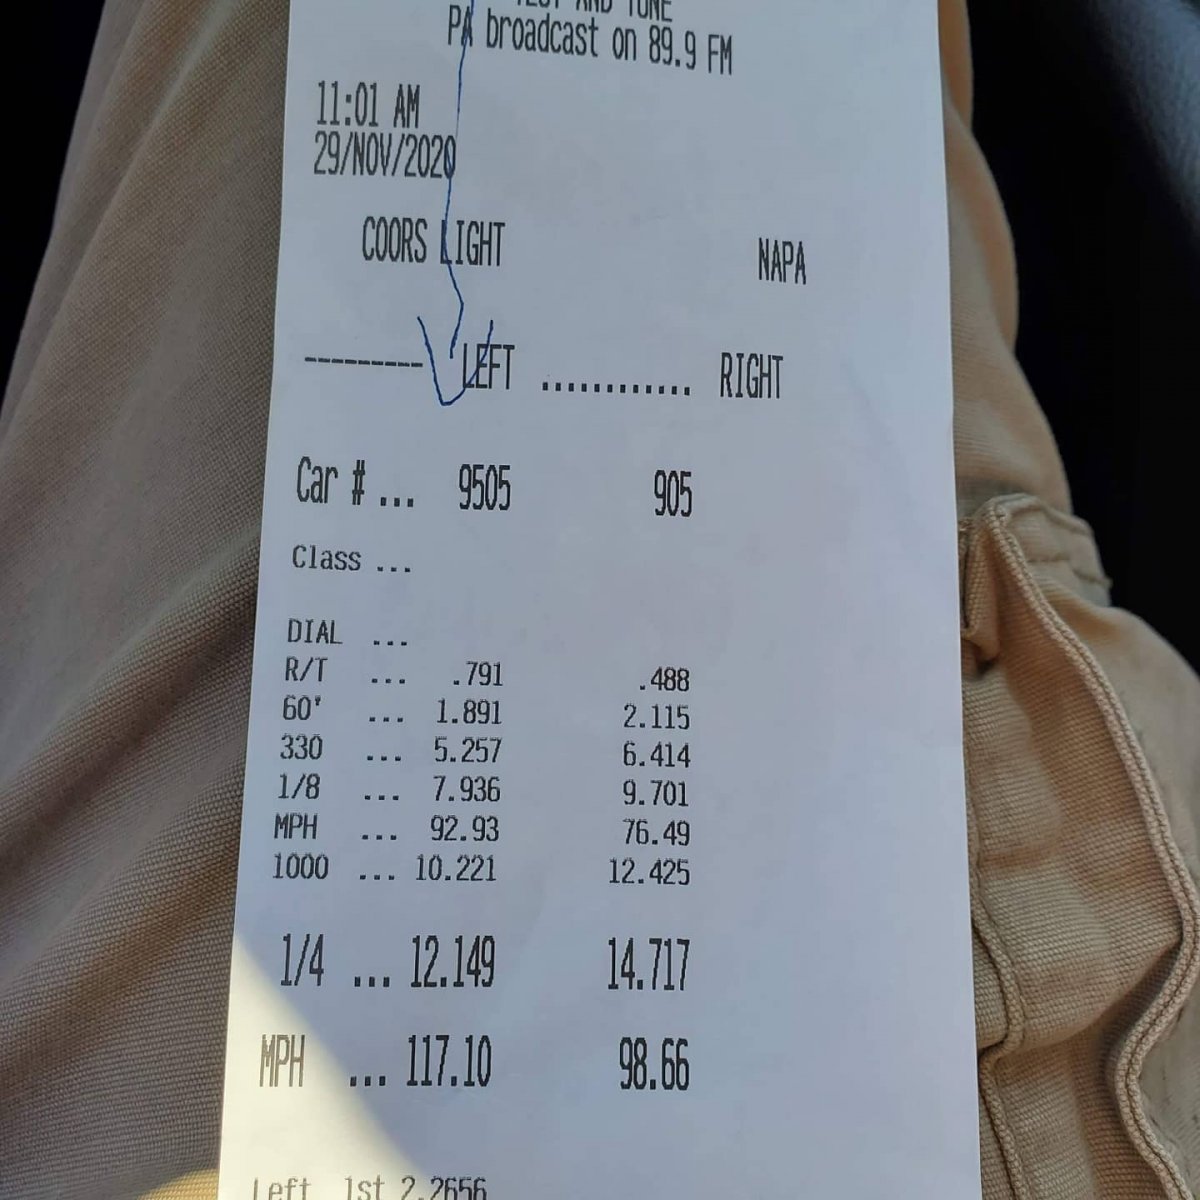 TEST AND TUNE
PA broadcast on 89.9 FM
11:01 AM
29/NOV/2020
COORS LIGHT NAPA
--------- LEFT ............ RIGHT
Car # ... 9505 905
Class ...
DIAL ...
R/T ... .791 .488
60' ... 1.891 2.115
330 ... 5.257 6.414
1/8 ... 7.936 9.701
MPH ... 92.93 76.49
1000 ... 10.221 12.425
1/4 ... 12.149 14.717
MPH ... 117.10 98.66
Left 1st 2.2656